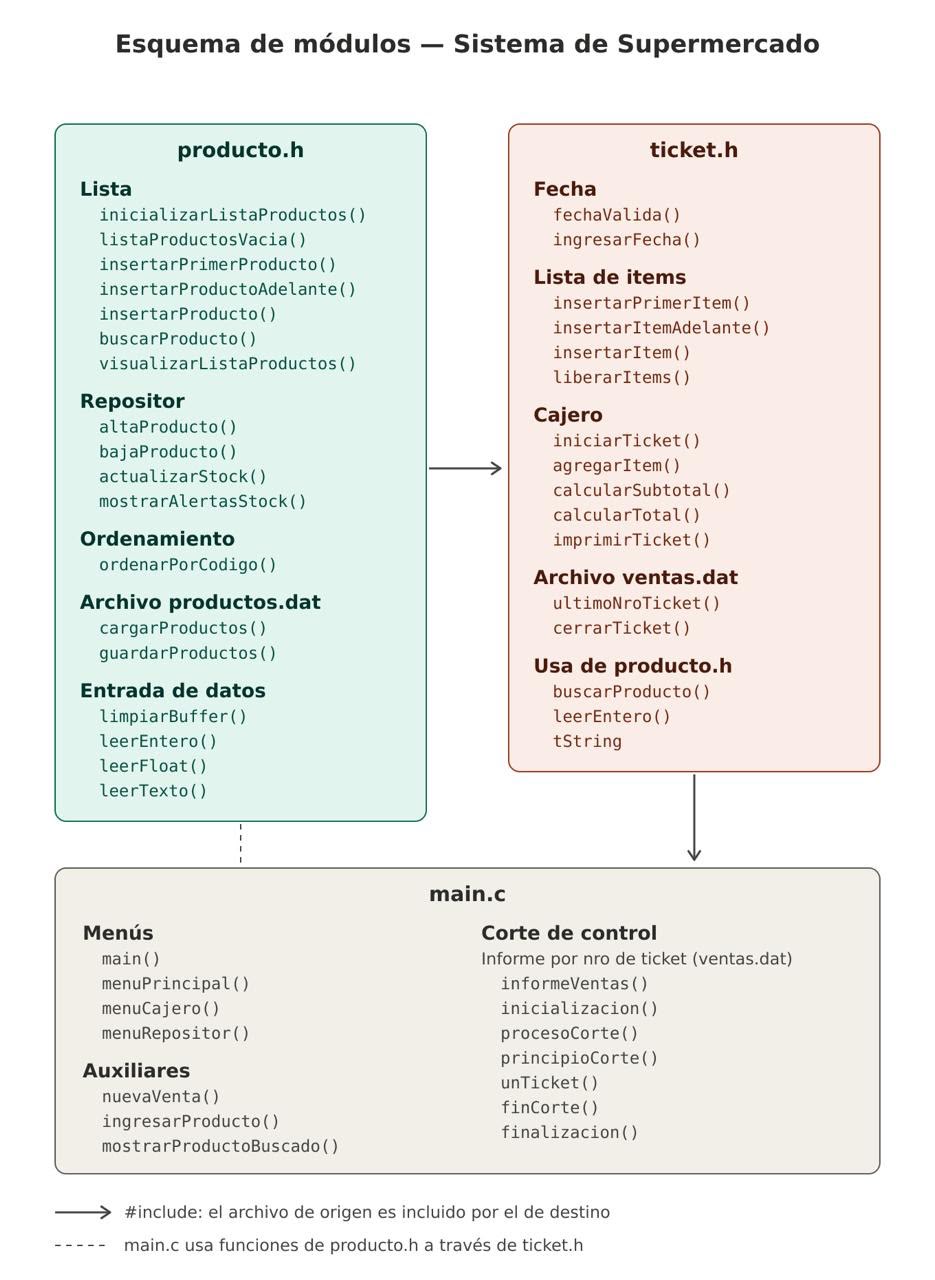 Esquema de módulos — Sistema de Supermercado
producto.h
Lista
inicializarListaProductos()
listaProductosVacia()
insertarPrimerProducto()
insertarProductoAdelante()
insertarProducto()
buscarProducto()
visualizarListaProductos()
Repositor
altaProducto()
bajaProducto()
actualizarStock()
mostrarAlertasStock()
Ordenamiento
ordenarPorCodigo()
Archivo productos.dat
cargarProductos()
guardarProductos()
Entrada de datos
limpiarBuffer()
leerEntero()
leerFloat()
leerTexto()
ticket.h
Fecha
fechaValida()
ingresarFecha()
Lista de items
insertarPrimerItem()
insertarItemAdelante()
insertarItem()
liberarItems()
Cajero
iniciarTicket()
agregarItem()
calcularSubtotal()
calcularTotal()
imprimirTicket()
Archivo ventas.dat
ultimoNroTicket()
cerrarTicket()
Usa de producto.h
buscarProducto()
leerEntero()
tString
main.c
Menús
main()
menuPrincipal()
menuCajero()
menuRepositor()
Auxiliares
nuevaVenta()
ingresarProducto()
mostrarProductoBuscado()
Corte de control
Informe por nro de ticket (ventas.dat)
informeVentas()
inicializacion()
procesoCorte()
principioCorte()
unTicket()
finCorte()
finalizacion()
#include: el archivo de origen es incluido por el de destino
main.c usa funciones de producto.h a través de ticket.h